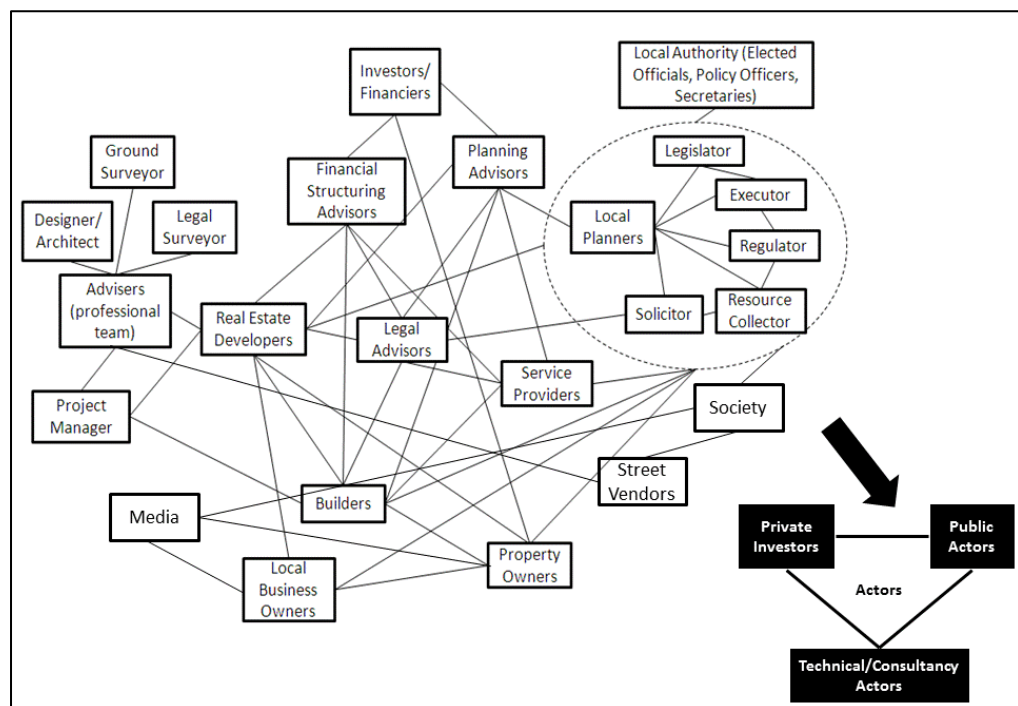 Investors/
Financiers
Local Authority (Elected
Officials, Policy Officers,
Secretaries)
Ground
Surveyor
Financial
Structuring
Advisors
Planning
Advisors
Legislator
Executor
Designer/
Architect
Legal
Surveyor
Local
Planners
Regulator
Advisers
(professional
team)
Real Estate
Developers
Legal
Advisors
Solicitor
Resource
Collector
Service
Providers
Project
Manager
Society
Street
Vendors
Builders
Media
Private
Investors
Public
Actors
Local
Business
Owners
Property
Owners
Actors
Technical/Consultancy
Actors